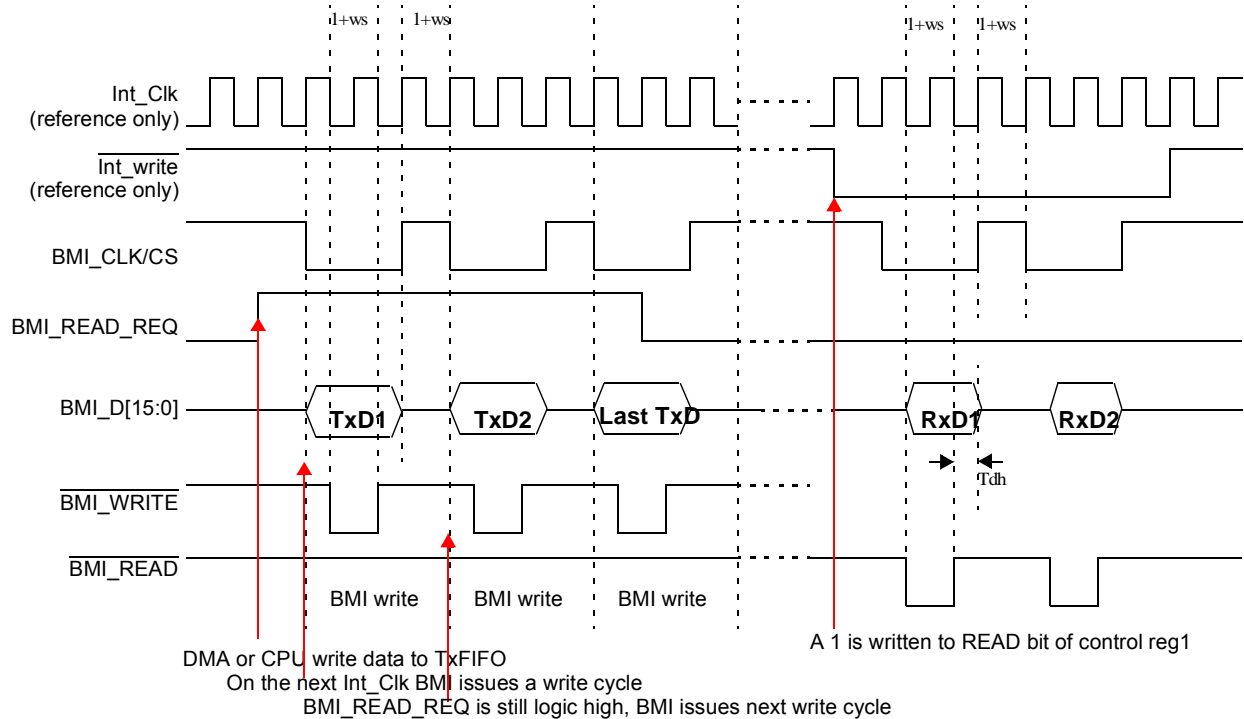 1+ws 1+ws 1+ws 1+ws
Int_Clk
(reference only)
Int_write
(reference only)
BMI_CLK/CS
BMI_READ_REQ
BMI_D[15:0] TxD1 TxD2 Last TxD RxD1 RxD2
Tdh
BMI_WRITE
BMI_READ
BMI write BMI write BMI write
A 1 is written to READ bit of control reg1
DMA or CPU write data to TxFIFO
On the next Int_Clk BMI issues a write cycle
BMI_READ_REQ is still logic high, BMI issues next write cycle